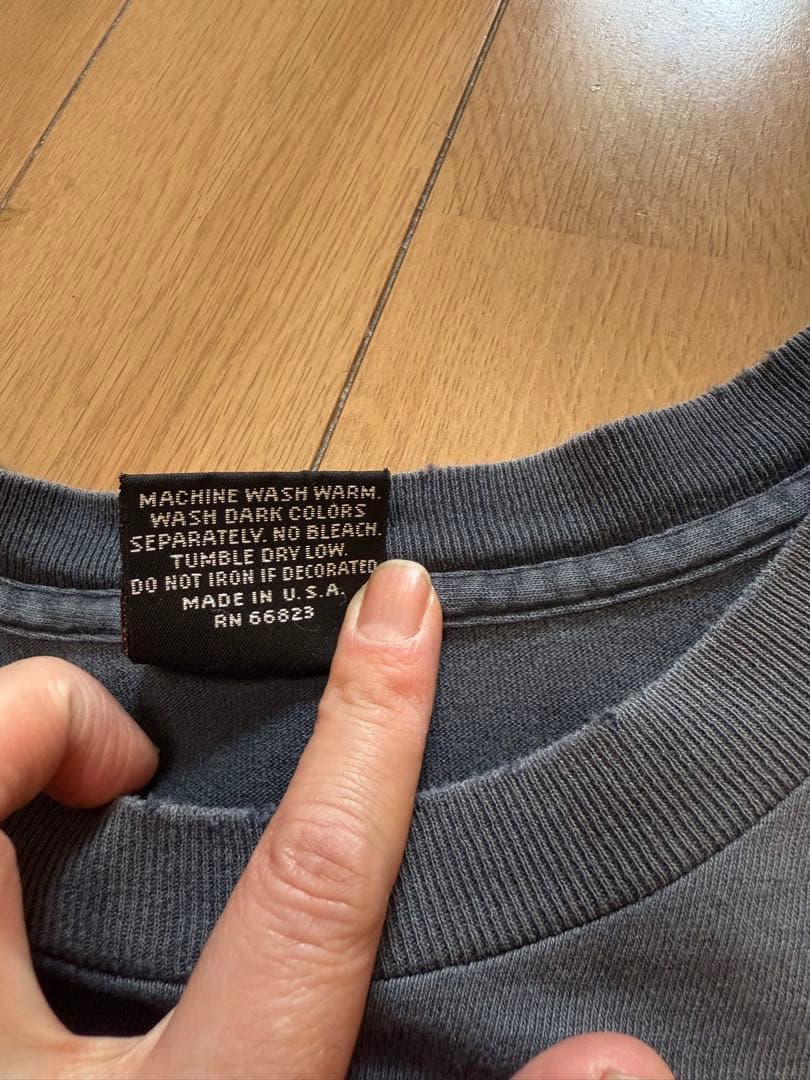 MACHINE WASH WARM.
WASH DARK COLORS
SEPARATELY. NO BLEACH.
TUMBLE DRY LOW.
DO NOT IRON IF DECORATED
MADE IN U.S.A.
RN 66823